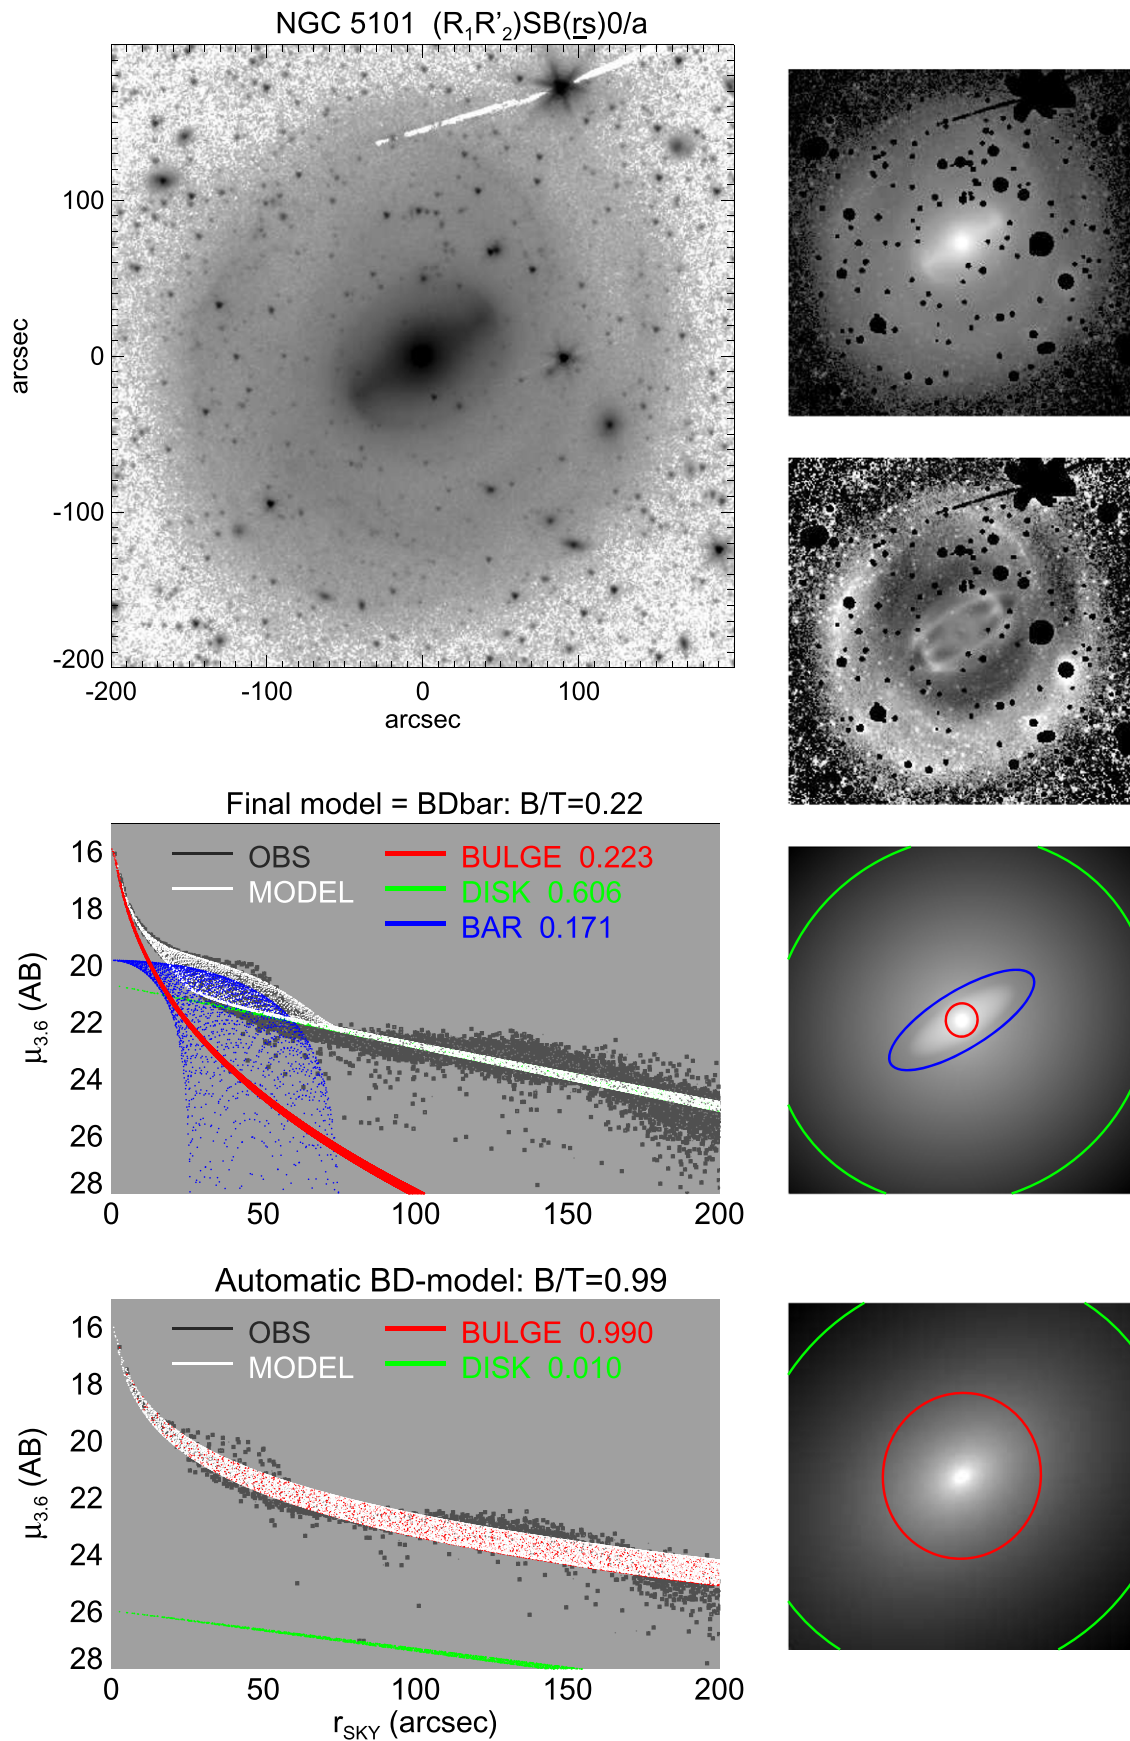 NGC 5101 (R₁R’₂)SB(rs)0/a
100
0
-100
-200
arcsec
-200 -100 0 100
arcsec
Final model = BDbar: B/T=0.22
OBS
MODEL
BULGE 0.223
DISK 0.606
BAR 0.171
16
18
20
22
24
26
28
μ₃.₆ (AB)
0 50 100 150 200
Automatic BD-model: B/T=0.99
OBS
MODEL
BULGE 0.990
DISK 0.010
16
18
20
22
24
26
28
μ₃.₆ (AB)
0 50 100 150 200
r_SKY (arcsec)